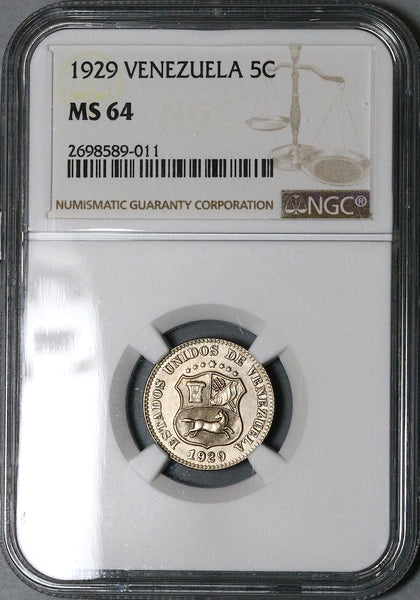 1929 VENEZUELA 5C
MS 64
2698589-011
NUMISMATIC GUARANTY CORPORATION
NGC®
ESTADOS UNIDOS DE VENEZUELA
1929